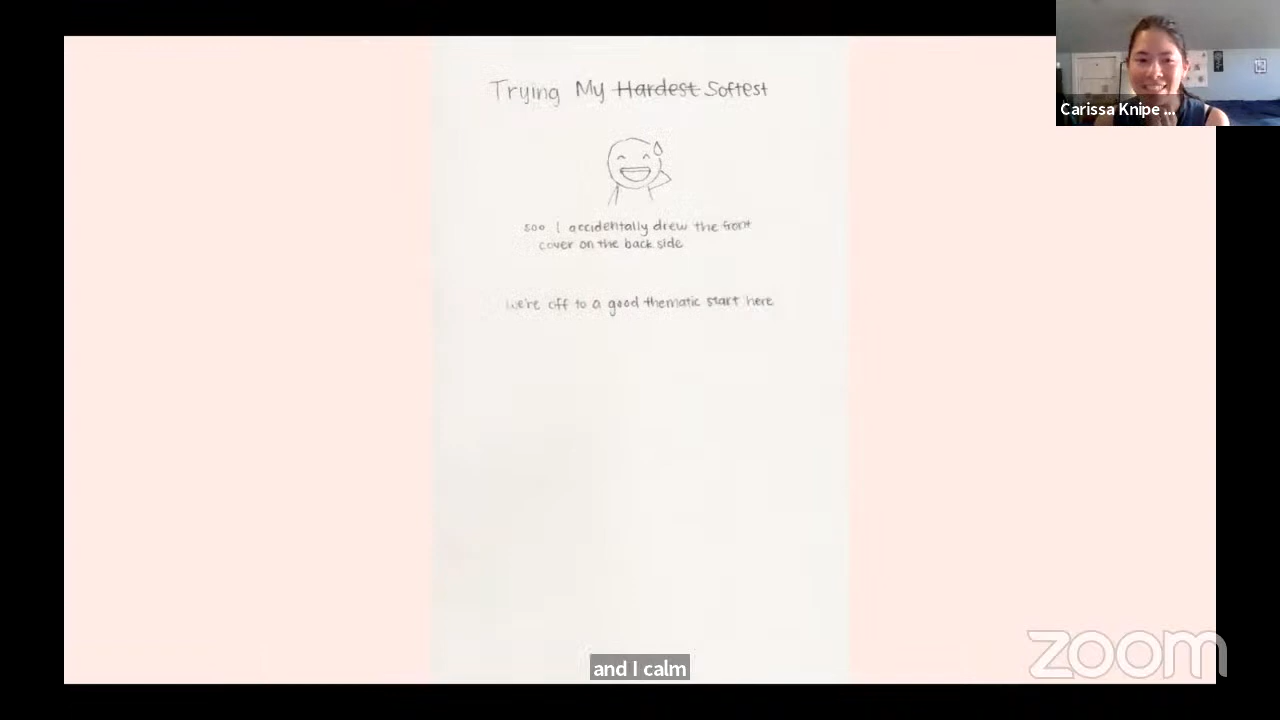 Trying My Hardest Softest
soo I accidentally drew the front
cover on the back side
we're off to a good thematic start here
Carissa Knipe ...
and I calm
zoom